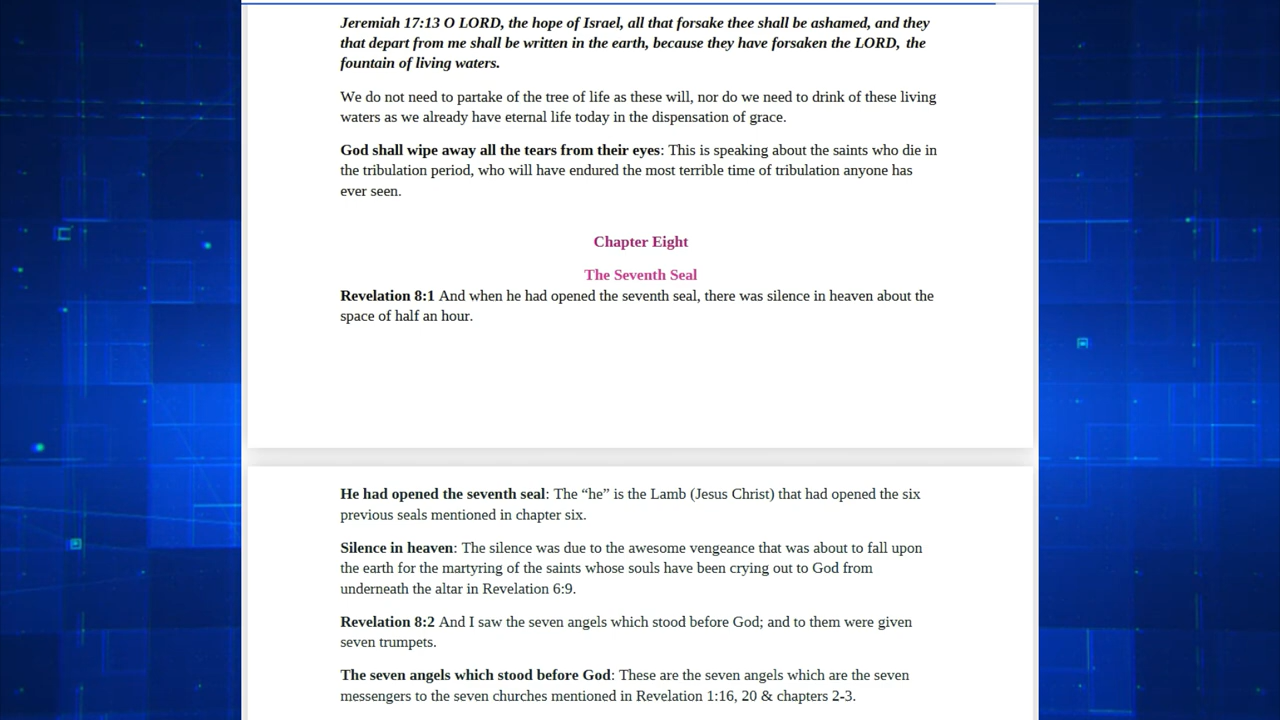 Jeremiah 17:13 O LORD, the hope of Israel, all that forsake thee shall be ashamed, and they
that depart from me shall be written in the earth, because they have forsaken the LORD, the
fountain of living waters.
We do not need to partake of the tree of life as these will, nor do we need to drink of these living
waters as we already have eternal life today in the dispensation of grace.
God shall wipe away all the tears from their eyes: This is speaking about the saints who die in
the tribulation period, who will have endured the most terrible time of tribulation anyone has
ever seen.
Chapter Eight
The Seventh Seal
Revelation 8:1 And when he had opened the seventh seal, there was silence in heaven about the
space of half an hour.
He had opened the seventh seal: The “he” is the Lamb (Jesus Christ) that had opened the six
previous seals mentioned in chapter six.
Silence in heaven: The silence was due to the awesome vengeance that was about to fall upon
the earth for the martyring of the saints whose souls have been crying out to God from
underneath the altar in Revelation 6:9.
Revelation 8:2 And I saw the seven angels which stood before God; and to them were given
seven trumpets.
The seven angels which stood before God: These are the seven angels which are the seven
messengers to the seven churches mentioned in Revelation 1:16, 20 & chapters 2-3.